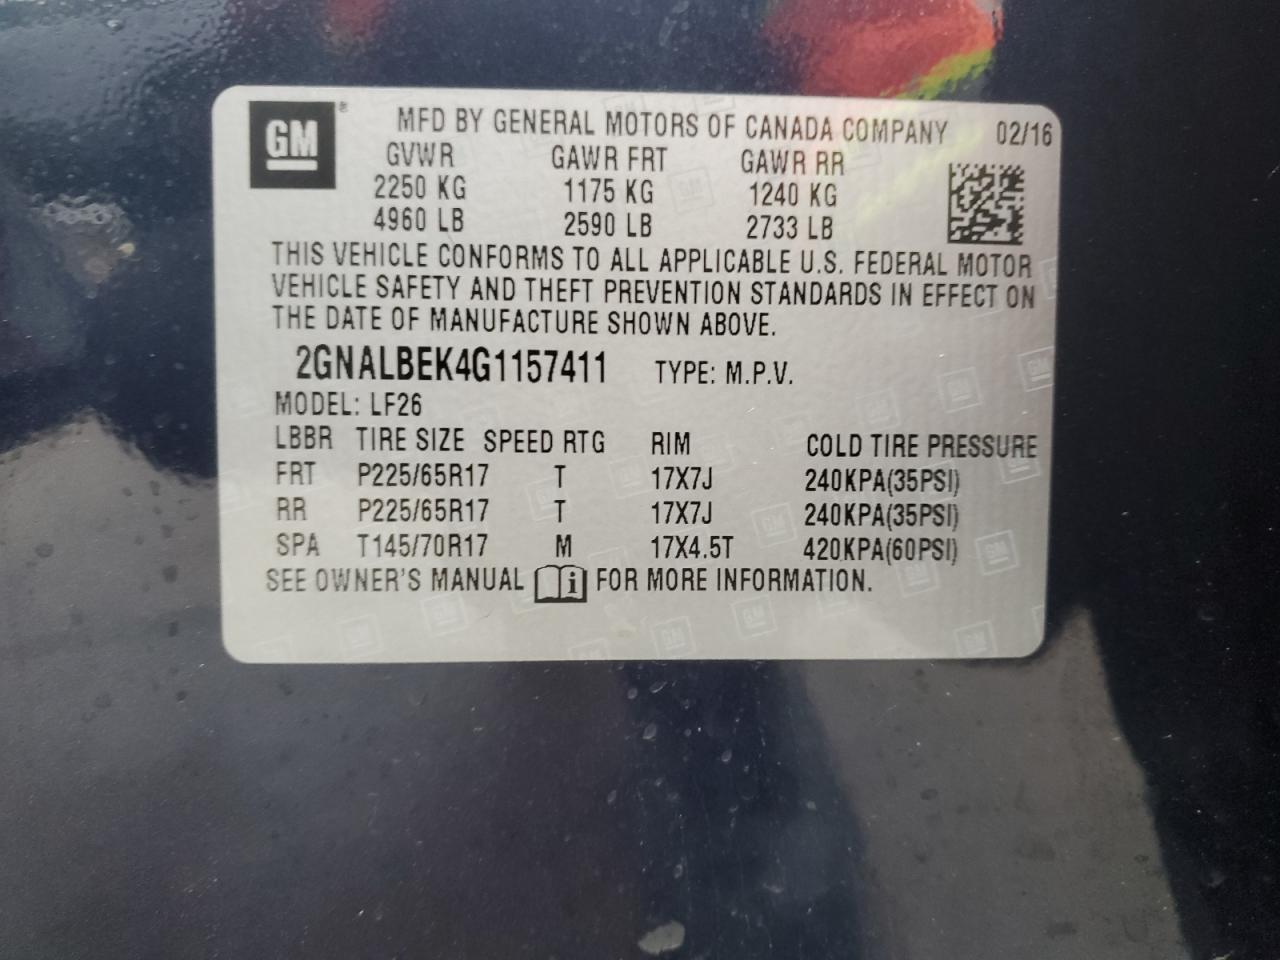 GM ® MFD BY GENERAL MOTORS OF CANADA COMPANY 02/16
GVWR GAWR FRT GAWR RR
2250 KG 1175 KG 1240 KG
4960 LB 2590 LB 2733 LB
THIS VEHICLE CONFORMS TO ALL APPLICABLE U.S. FEDERAL MOTOR
VEHICLE SAFETY AND THEFT PREVENTION STANDARDS IN EFFECT ON
THE DATE OF MANUFACTURE SHOWN ABOVE.
2GNALBEK4G1157411 TYPE: M.P.V.
MODEL: LF26
LBBR TIRE SIZE SPEED RTG RIM COLD TIRE PRESSURE
FRT P225/65R17 T 17X7J 240KPA(35PSI)
RR P225/65R17 T 17X7J 240KPA(35PSI)
SPA T145/70R17 M 17X4.5T 420KPA(60PSI)
SEE OWNER'S MANUAL i FOR MORE INFORMATION.